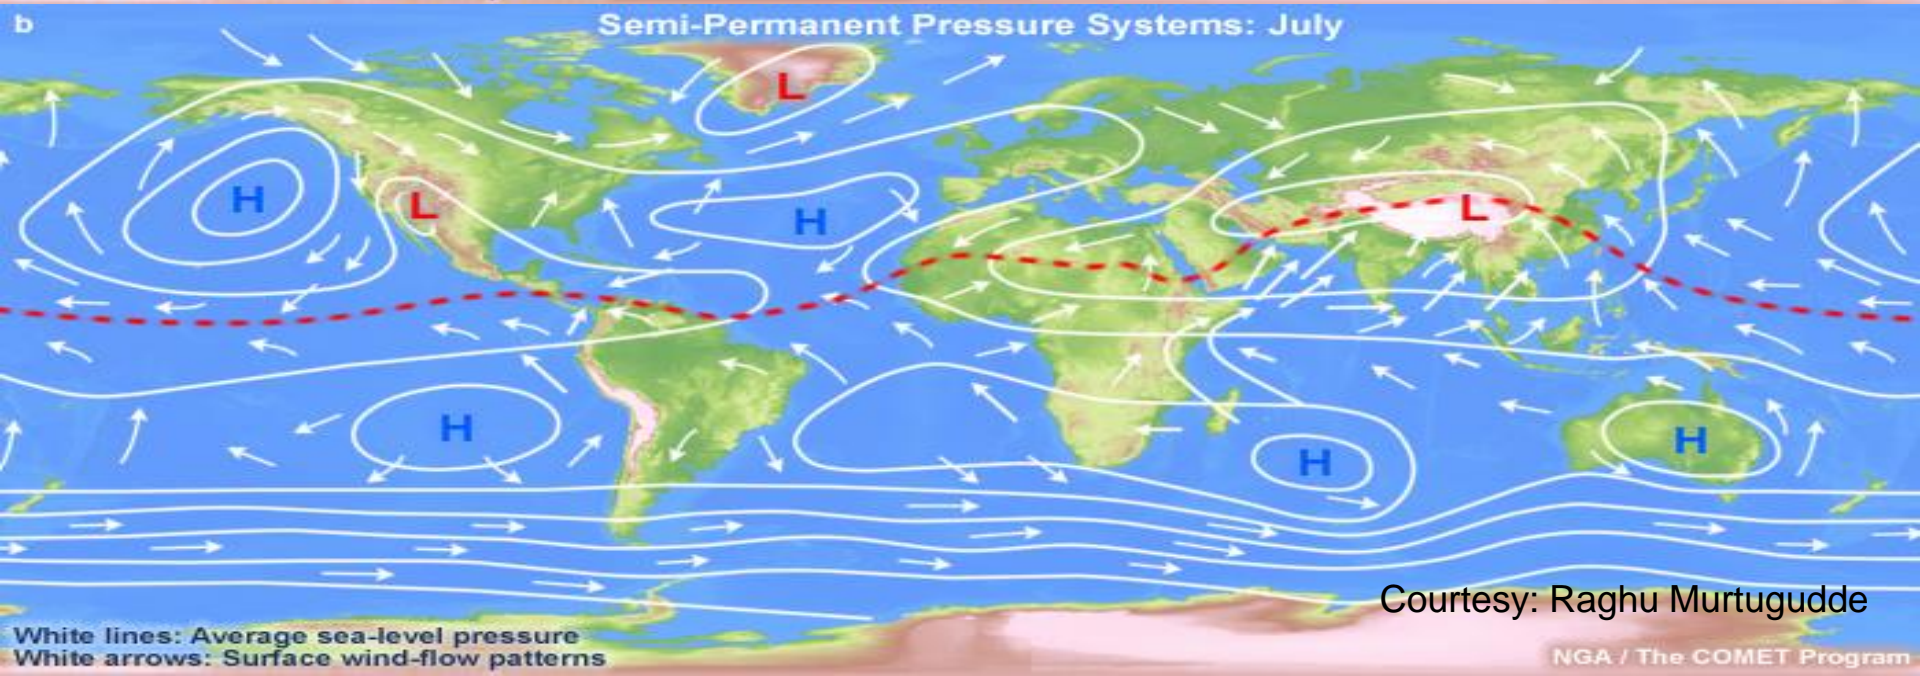 b
Semi-Permanent Pressure Systems: July
L
H
L
H
L
H
H
H
Courtesy: Raghu Murtugudde
White lines: Average sea-level pressure
White arrows: Surface wind-flow patterns
NGA / The COMET Program